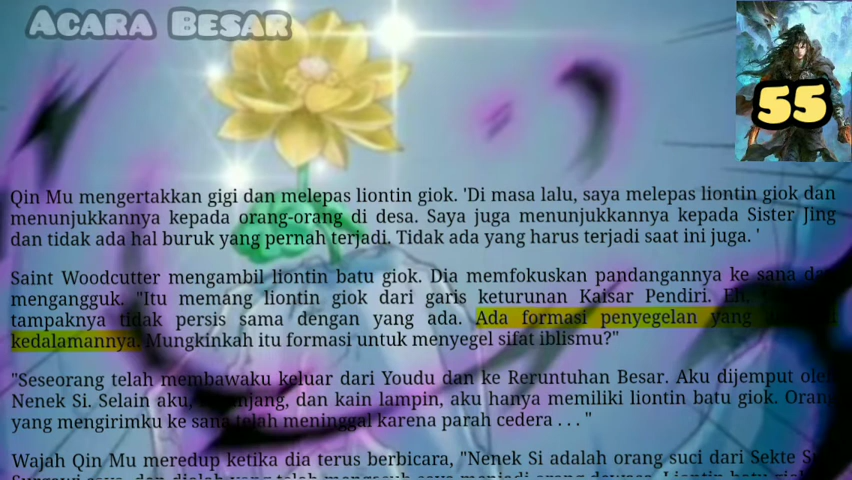 Acara Besar
55
Qin Mu mengertakkan gigi dan melepas liontin giok. 'Di masa lalu, saya melepas liontin giok dan
menunjukkannya kepada orang-orang di desa. Saya juga menunjukkannya kepada Sister Jing
dan tidak ada hal buruk yang pernah terjadi. Tidak ada yang harus terjadi saat ini juga. '
Saint Woodcutter mengambil liontin batu giok. Dia memfokuskan pandangannya ke sana dan
mengangguk. "Itu memang liontin giok dari garis keturunan Kaisar Pendiri. Eh,
tampaknya tidak persis sama dengan yang ada. Ada formasi penyegelan yang
kedalamannya. Mungkinkah itu formasi untuk menyegel sifat iblismu?"
"Seseorang telah membawaku keluar dari Youdu dan ke Reruntuhan Besar. Aku dijemput oleh
Nenek Si. Selain aku, dan kain lampin, aku hanya memiliki liontin batu giok. Orang
yang mengirimku ke sana telah meninggal karena parah cedera . . . "
Wajah Qin Mu meredup ketika dia terus berbicara, "Nenek Si adalah orang suci dari Sekte